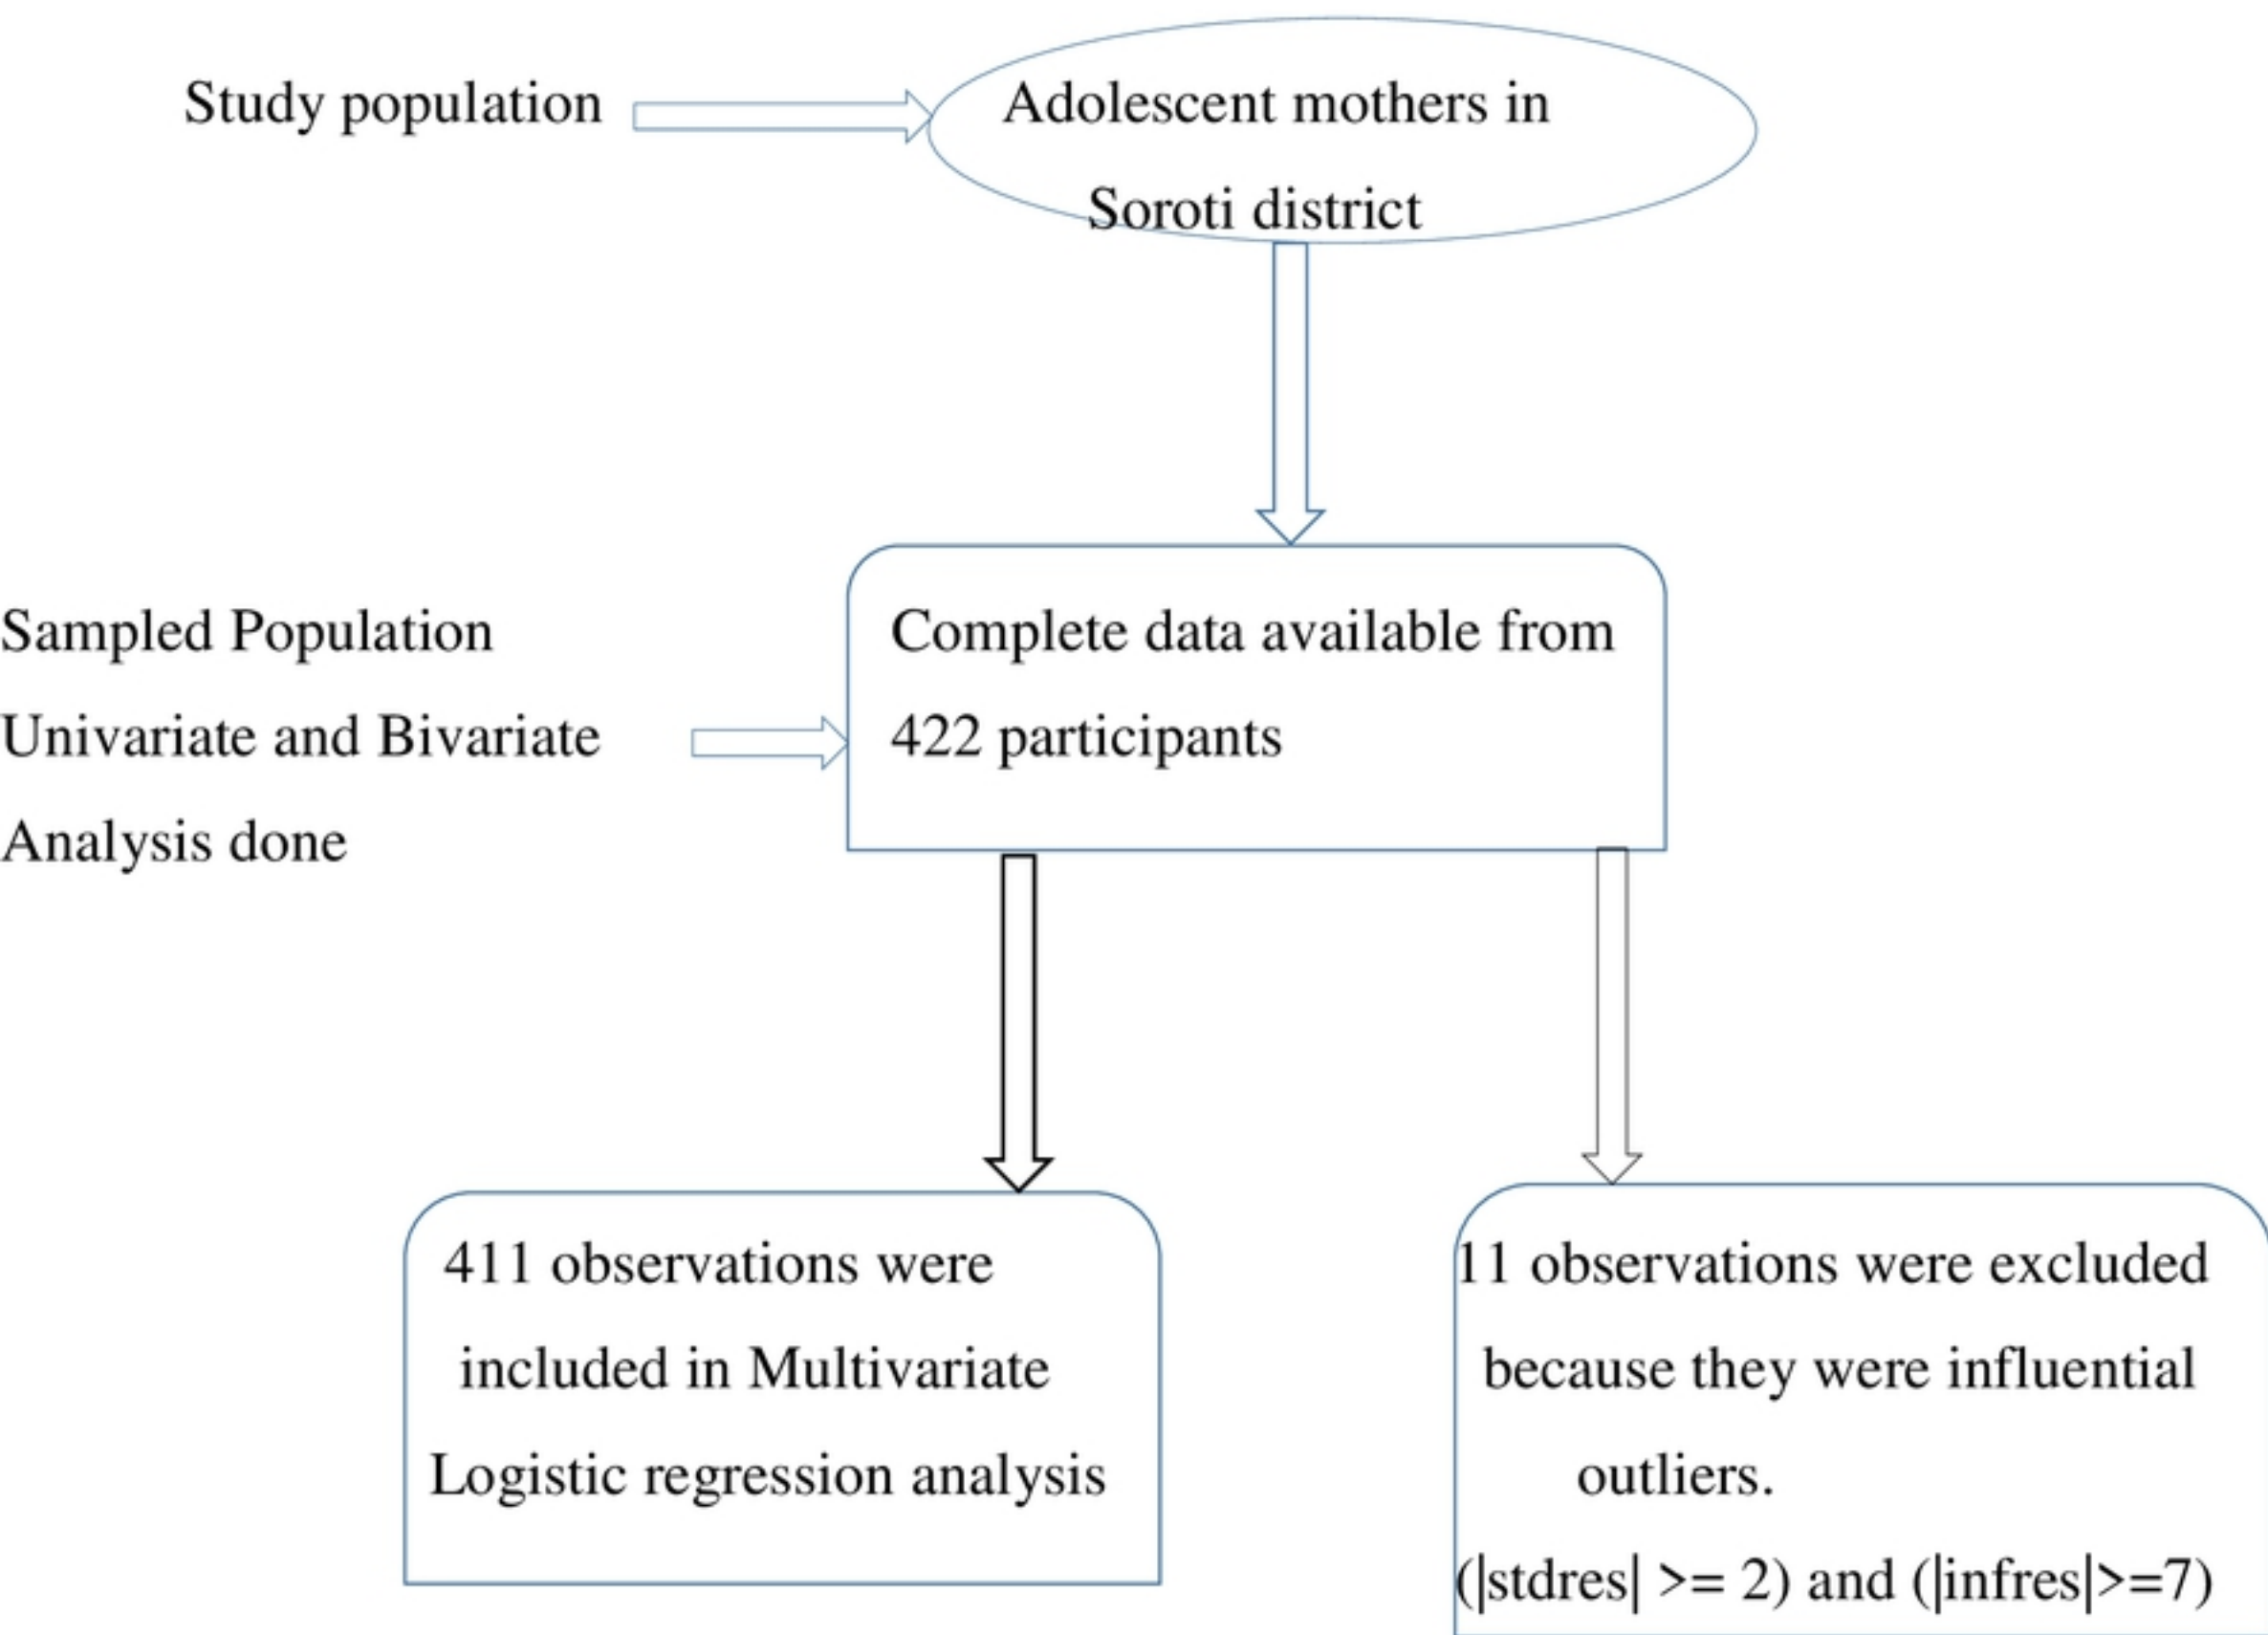 Study population
Adolescent mothers in
Soroti district
Sampled Population
Univariate and Bivariate
Analysis done
Complete data available from
422 participants
411 observations were
included in Multivariate
Logistic regression analysis
11 observations were excluded
because they were influential
outliers.
(|stdres| >= 2) and (|infres|>=7)